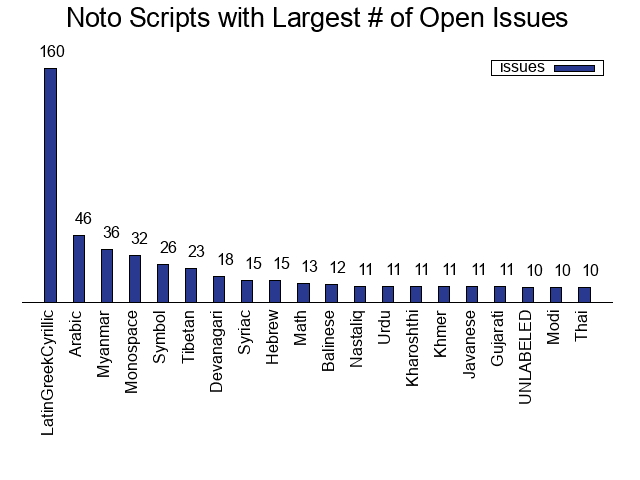 Noto Scripts with Largest # of Open Issues
issues
160
46
36
32
26
23
18
15
15
13
12
11
11
11
11
11
11
10
10
10
LatinGreekCyrillic
Arabic
Myanmar
Monospace
Symbol
Tibetan
Devanagari
Syriac
Hebrew
Math
Balinese
Nastaliq
Urdu
Kharoshthi
Khmer
Javanese
Gujarati
UNLABELED
Modi
Thai